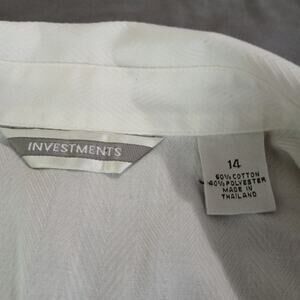 INVESTMENTS
14
60% COTTON
40% POLYESTER
MADE IN
THAILAND